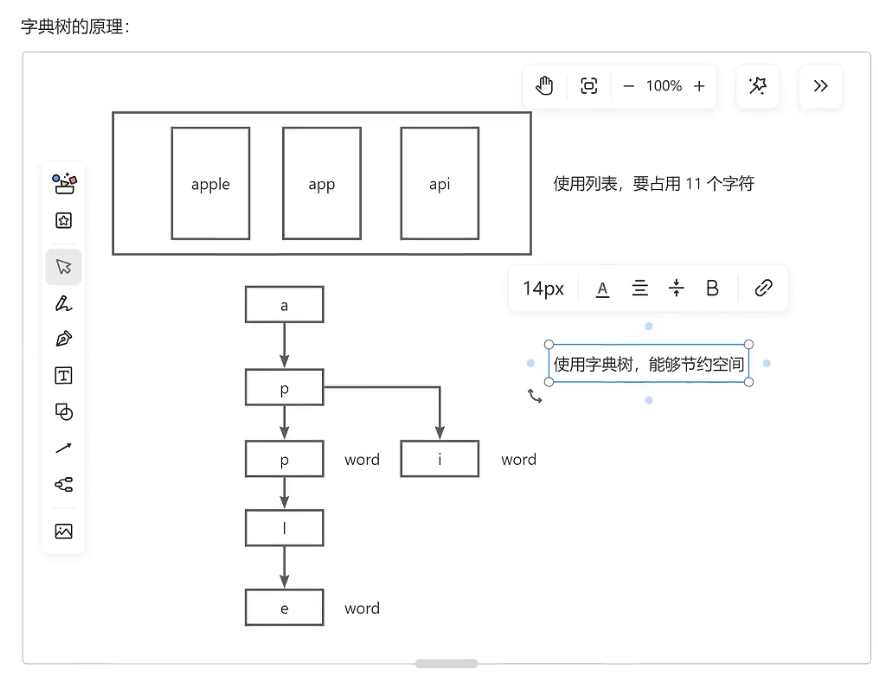 字典树的原理：
100%
apple
app
api
使用列表，要占用 11 个字符
14px
A
B
a
使用字典树，能够节约空间
p
T
p
word
i
word
l
e
word